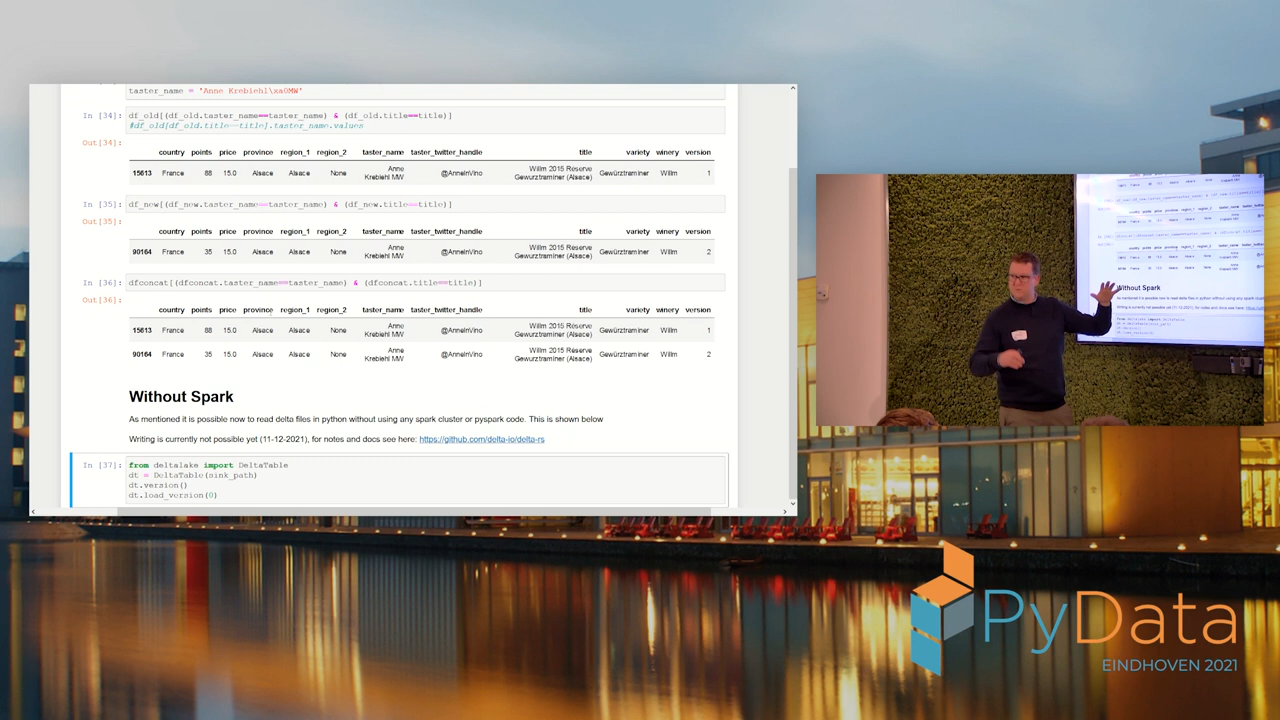 taster_name = 'Anne Krebiehl\xa0MW'
In [34]: df_old[(df_old.taster_name==taster_name) & (df_old.title==title)]
#df_old[df_old.title==title].taster_name.values
Out[34]:
country points price province region_1 region_2 taster_name taster_twitter_handle title variety winery version
15613 France 88 15.0 Alsace Alsace None Anne Krebiehl MW @AnneInVino Willm 2015 Réserve Gewurztraminer (Alsace) Gewürztraminer Willm 1
In [35]: df_new[(df_new.taster_name==taster_name) & (df_new.title==title)]
Out[35]:
country points price province region_1 region_2 taster_name taster_twitter_handle title variety winery version
90164 France 35 15.0 Alsace Alsace None Anne Krebiehl MW @AnneInVino Willm 2015 Réserve Gewurztraminer (Alsace) Gewürztraminer Willm 2
In [36]: dfconcat[(dfconcat.taster_name==taster_name) & (dfconcat.title==title)]
Out[36]:
country points price province region_1 region_2 taster_name taster_twitter_handle title variety winery version
15613 France 88 15.0 Alsace Alsace None Anne Krebiehl MW @AnneInVino Willm 2015 Réserve Gewurztraminer (Alsace) Gewürztraminer Willm 1
90164 France 35 15.0 Alsace Alsace None Anne Krebiehl MW @AnneInVino Willm 2015 Réserve Gewurztraminer (Alsace) Gewürztraminer Willm 2
Without Spark
As mentioned it is possible now to read delta files in python without using any spark cluster or pyspark code. This is shown below
Writing is currently not possible yet (11-12-2021), for notes and docs see here: https://github.com/delta-io/delta-rs
In [37]: from deltalake import DeltaTable
dt = DeltaTable(sink_path)
dt.version()
dt.load_version(0)
Without Spark
PyData
EINDHOVEN 2021